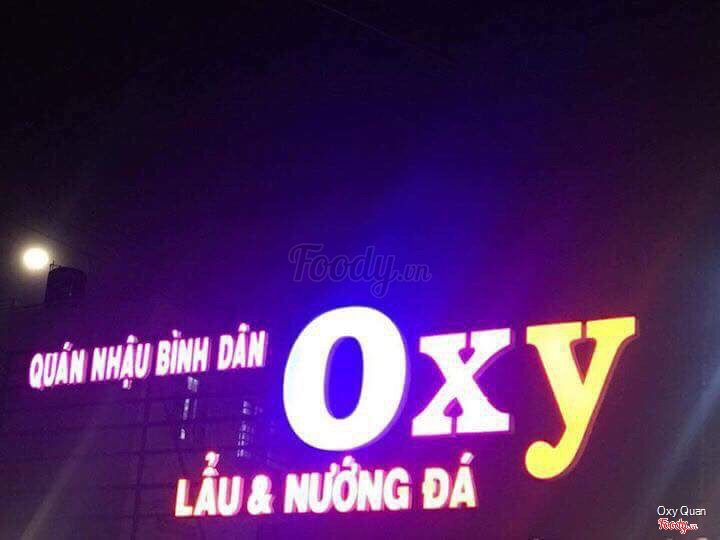 Foody.vn
QUÁN NHẬU BÌNH DÂN
Oxy
LẨU & NƯỚNG ĐÁ
Oxy Quan
Foody.vn